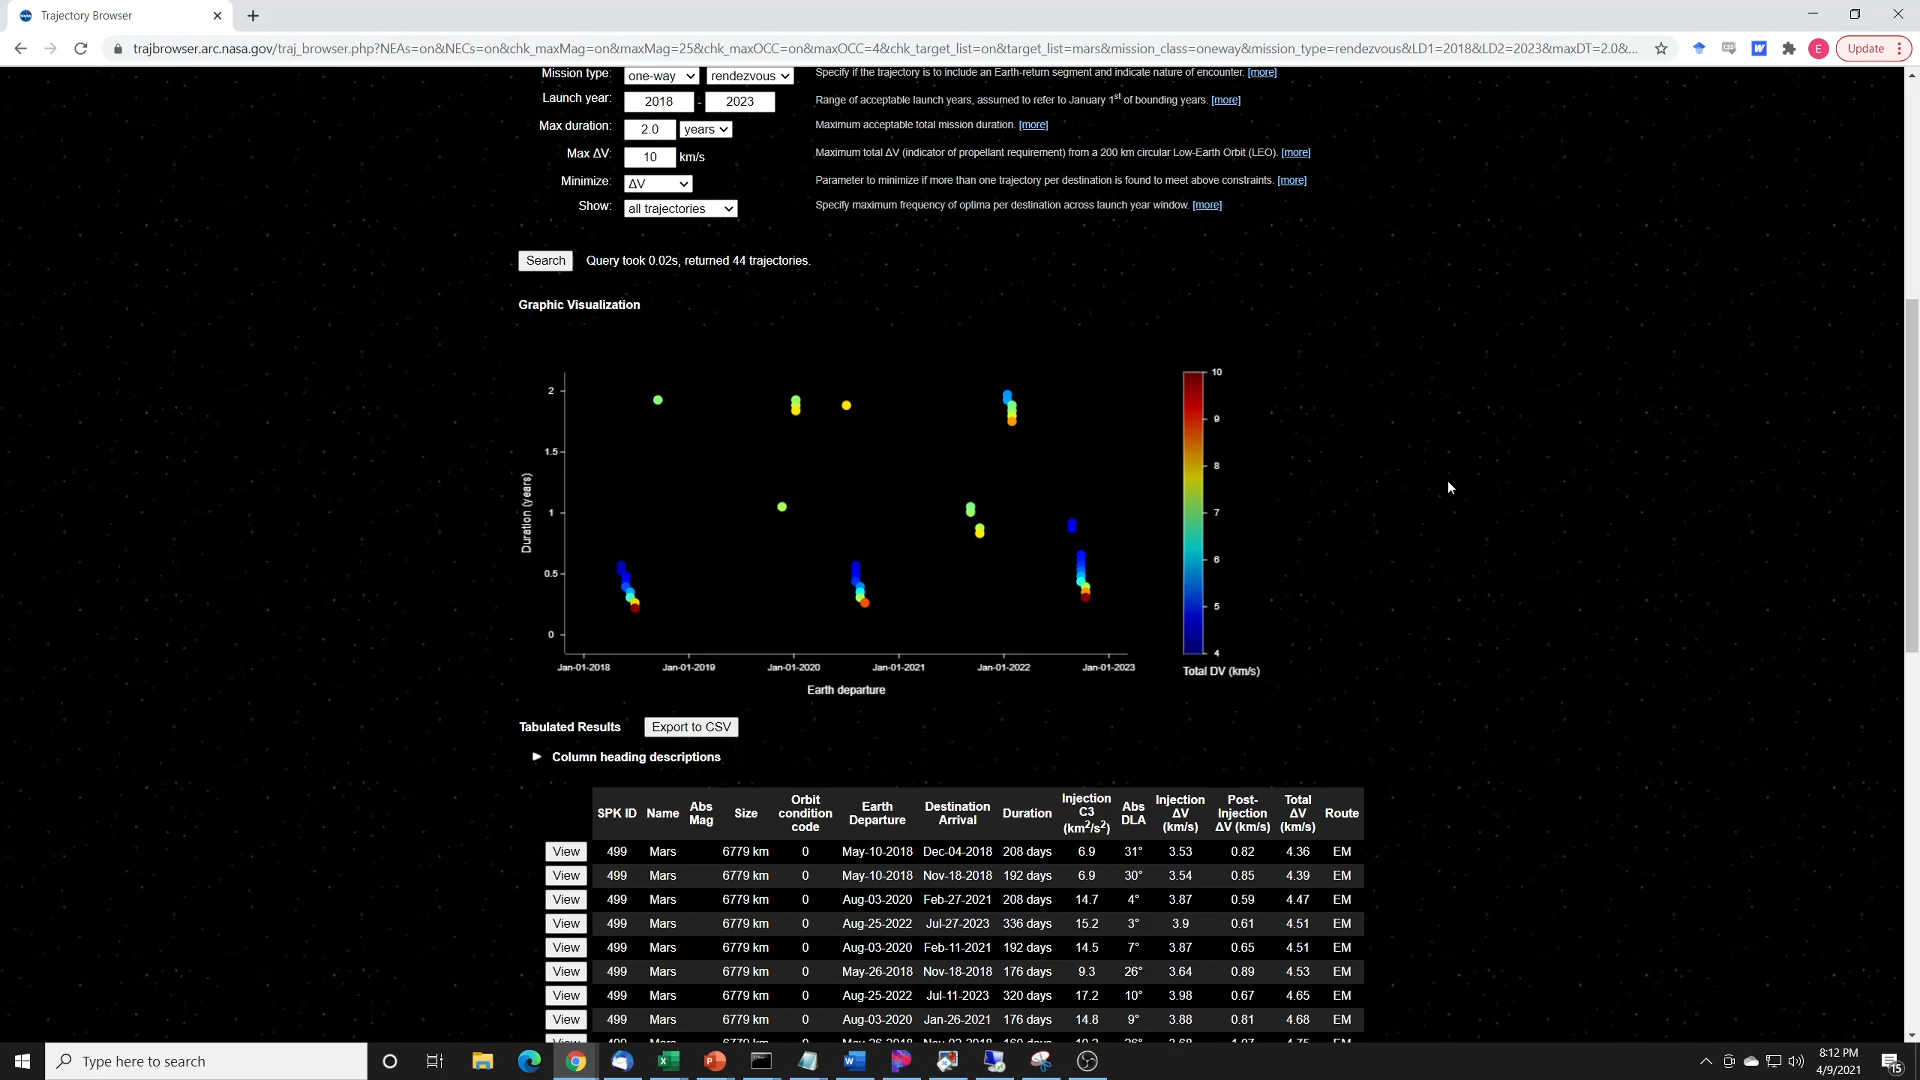 Trajectory Browser
trajbrowser.arc.nasa.gov/traj_browser.php?NEAs=on&NECs=on&chk_maxMag=on&maxMag=25&chk_maxOCC=on&maxOCC=4&chk_target_list=on&target_list=mars&mission_class=oneway&mission_type=rendezvous&LD1=2018&LD2=2023&maxDT=2.0&...
Update
Mission type: one-way rendezvous Specify if the trajectory is to include an Earth-return segment and indicate nature of encounter. [more]
Launch year: 2018 - 2023 Range of acceptable launch years, assumed to refer to January 1st of bounding years. [more]
Max duration: 2.0 years Maximum acceptable total mission duration. [more]
Max ΔV: 10 km/s Maximum total ΔV (indicator of propellant requirement) from a 200 km circular Low-Earth Orbit (LEO). [more]
Minimize: ΔV Parameter to minimize if more than one trajectory per destination is found to meet above constraints. [more]
Show: all trajectories Specify maximum frequency of optima per destination across launch year window. [more]
Search Query took 0.02s, returned 44 trajectories.
Graphic Visualization
Duration (years)
2
1.5
1
0.5
0
Jan-01-2018 Jan-01-2019 Jan-01-2020 Jan-01-2021 Jan-01-2022 Jan-01-2023
Earth departure
10
9
8
7
6
5
4
Total DV (km/s)
Tabulated Results Export to CSV
Column heading descriptions
SPK ID Name Abs Mag Size Orbit condition code Earth Departure Destination Arrival Duration Injection C3 (km2/s2) Abs DLA Injection ΔV (km/s) Post-Injection ΔV (km/s) Total ΔV (km/s) Route
View 499 Mars 6779 km 0 May-10-2018 Dec-04-2018 208 days 6.9 31° 3.53 0.82 4.36 EM
View 499 Mars 6779 km 0 May-10-2018 Nov-18-2018 192 days 6.9 30° 3.54 0.85 4.39 EM
View 499 Mars 6779 km 0 Aug-03-2020 Feb-27-2021 208 days 14.7 4° 3.87 0.59 4.47 EM
View 499 Mars 6779 km 0 Aug-25-2022 Jul-27-2023 336 days 15.2 3° 3.9 0.61 4.51 EM
View 499 Mars 6779 km 0 Aug-03-2020 Feb-11-2021 192 days 14.5 7° 3.87 0.65 4.51 EM
View 499 Mars 6779 km 0 May-26-2018 Nov-18-2018 176 days 9.3 26° 3.64 0.89 4.53 EM
View 499 Mars 6779 km 0 Aug-25-2022 Jul-11-2023 320 days 17.2 10° 3.98 0.67 4.65 EM
View 499 Mars 6779 km 0 Aug-03-2020 Jan-26-2021 176 days 14.8 9° 3.88 0.81 4.68 EM
Type here to search
8:12 PM
4/9/2021
15